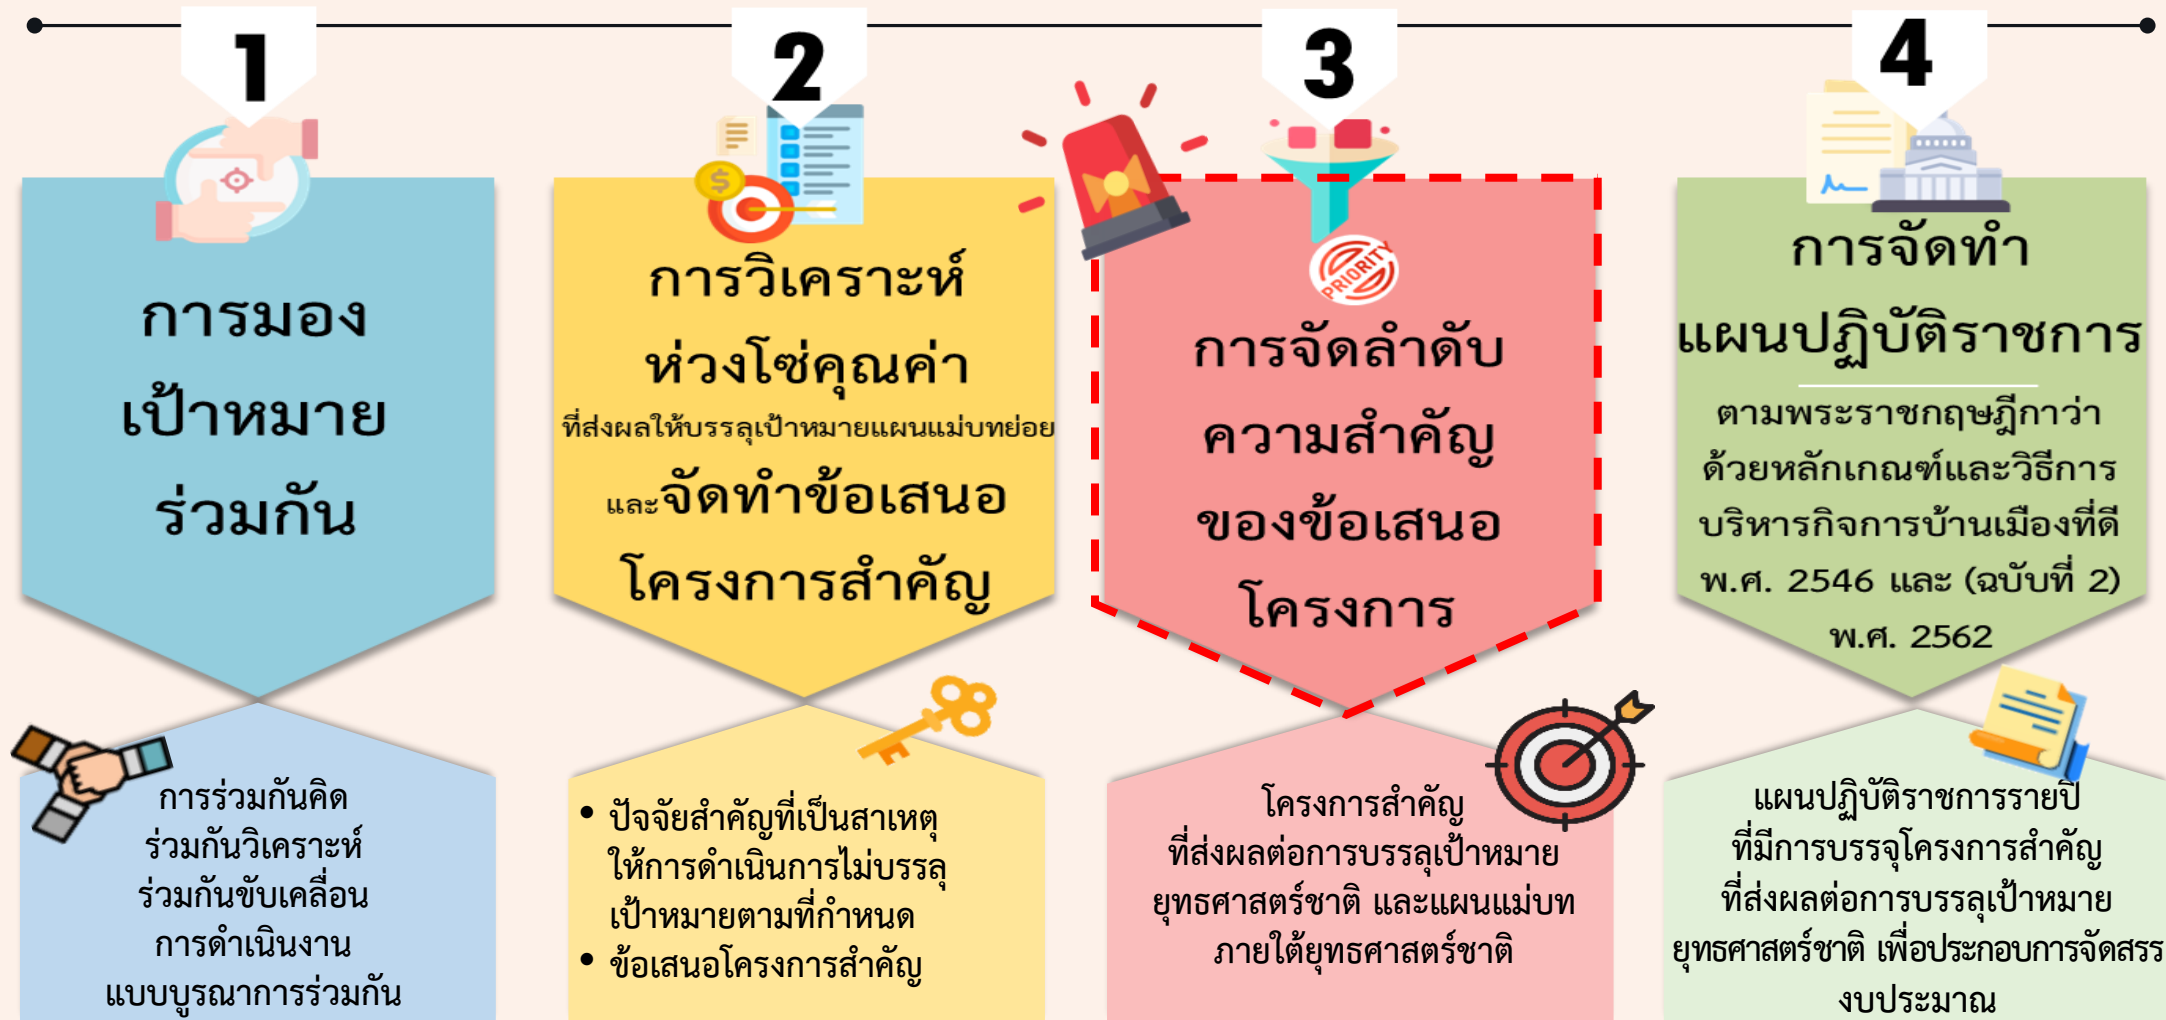 1
การมอง
เป้าหมาย
ร่วมกัน
การร่วมกันคิด
ร่วมกันวิเคราะห์
ร่วมกันขับเคลื่อน
การดำเนินงาน
แบบบูรณาการร่วมกัน
2
$
การวิเคราะห์
ห่วงโซ่คุณค่า
ที่ส่งผลให้บรรลุเป้าหมายแผนแม่บทย่อย
และจัดทำข้อเสนอ
โครงการสำคัญ
• ปัจจัยสำคัญที่เป็นสาเหตุ
ให้การดำเนินการไม่บรรลุ
เป้าหมายตามที่กำหนด
• ข้อเสนอโครงการสำคัญ
3
PRIORITY
การจัดลำดับ
ความสำคัญ
ของข้อเสนอ
โครงการ
โครงการสำคัญ
ที่ส่งผลต่อการบรรลุเป้าหมาย
ยุทธศาสตร์ชาติ และแผนแม่บท
ภายใต้ยุทธศาสตร์ชาติ
4
การจัดทำ
แผนปฏิบัติราชการ
ตามพระราชกฤษฎีกาว่า
ด้วยหลักเกณฑ์และวิธีการ
บริหารกิจการบ้านเมืองที่ดี
พ.ศ. 2546 และ (ฉบับที่ 2)
พ.ศ. 2562
แผนปฏิบัติราชการรายปี
ที่มีการบรรจุโครงการสำคัญ
ที่ส่งผลต่อการบรรลุเป้าหมาย
ยุทธศาสตร์ชาติ เพื่อประกอบการจัดสรร
งบประมาณ